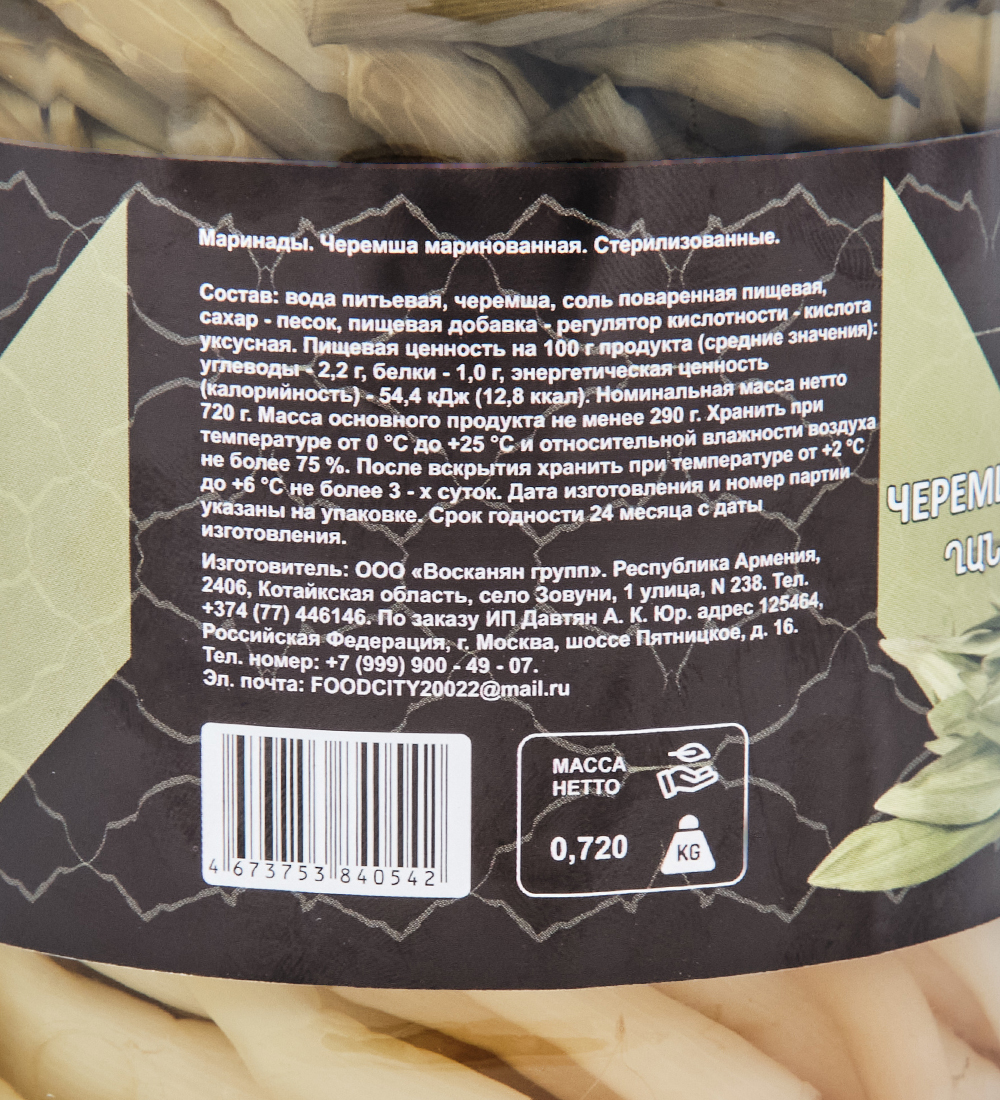 Маринады. Черемша маринованная. Стерилизованные.
Состав: вода питьевая, черемша, соль поваренная пищевая,
сахар - песок, пищевая добавка - регулятор кислотности - кислота
уксусная. Пищевая ценность на 100 г продукта (средние значения):
углеводы - 2,2 г, белки - 1,0 г, энергетическая ценность
(калорийность) - 54,4 кДж (12,8 ккал). Номинальная масса нетто
720 г. Масса основного продукта не менее 290 г. Хранить при
температуре от 0 °С до +25 °С и относительной влажности воздуха
не более 75 %. После вскрытия хранить при температуре от +2 °С
до +6 °С не более 3 - х суток. Дата изготовления и номер партии
указаны на упаковке. Срок годности 24 месяца с даты
изготовления.
Изготовитель: ООО «Восканян групп». Республика Армения,
2406, Котайкская область, село Зовуни, 1 улица, N 238. Тел.
+374 (77) 446146. По заказу ИП Давтян А. К. Юр. адрес 125464,
Российская Федерация, г. Москва, шоссе Пятницкое, д. 16.
Тел. номер: +7 (999) 900 - 49 - 07.
Эл. почта: FOODCITY20022@mail.ru
4 673753 840542
МАССА
НЕТТО
0,720
KG